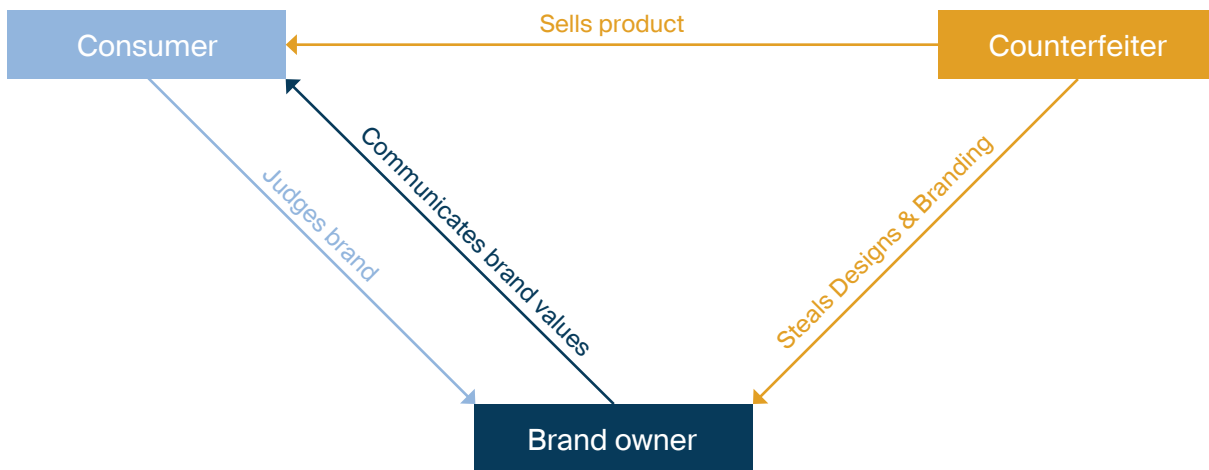 Sells product
Consumer
Counterfeiter
Communicates brand values
Judges brand
Steals Designs & Branding
Brand owner